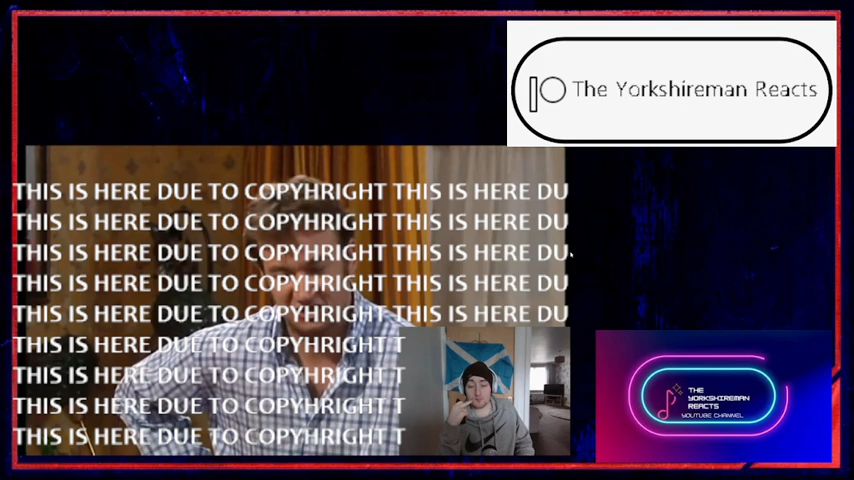 The Yorkshireman Reacts
THIS IS HERE DUE TO COPYHRIGHT THIS IS HERE DU
THIS IS HERE DUE TO COPYHRIGHT THIS IS HERE DU
THIS IS HERE DUE TO COPYHRIGHT THIS IS HERE DU
THIS IS HERE DUE TO COPYHRIGHT THIS IS HERE DU
THIS IS HERE DUE TO COPYHRIGHT THIS IS HERE DU
THIS IS HERE DUE TO COPYHRIGHT T
THIS IS HERE DUE TO COPYHRIGHT T
THIS IS HERE DUE TO COPYHRIGHT T
THIS IS HERE DUE TO COPYHRIGHT T
THE
YORKSHIREMAN
REACTS
YOUTUBE CHANNEL